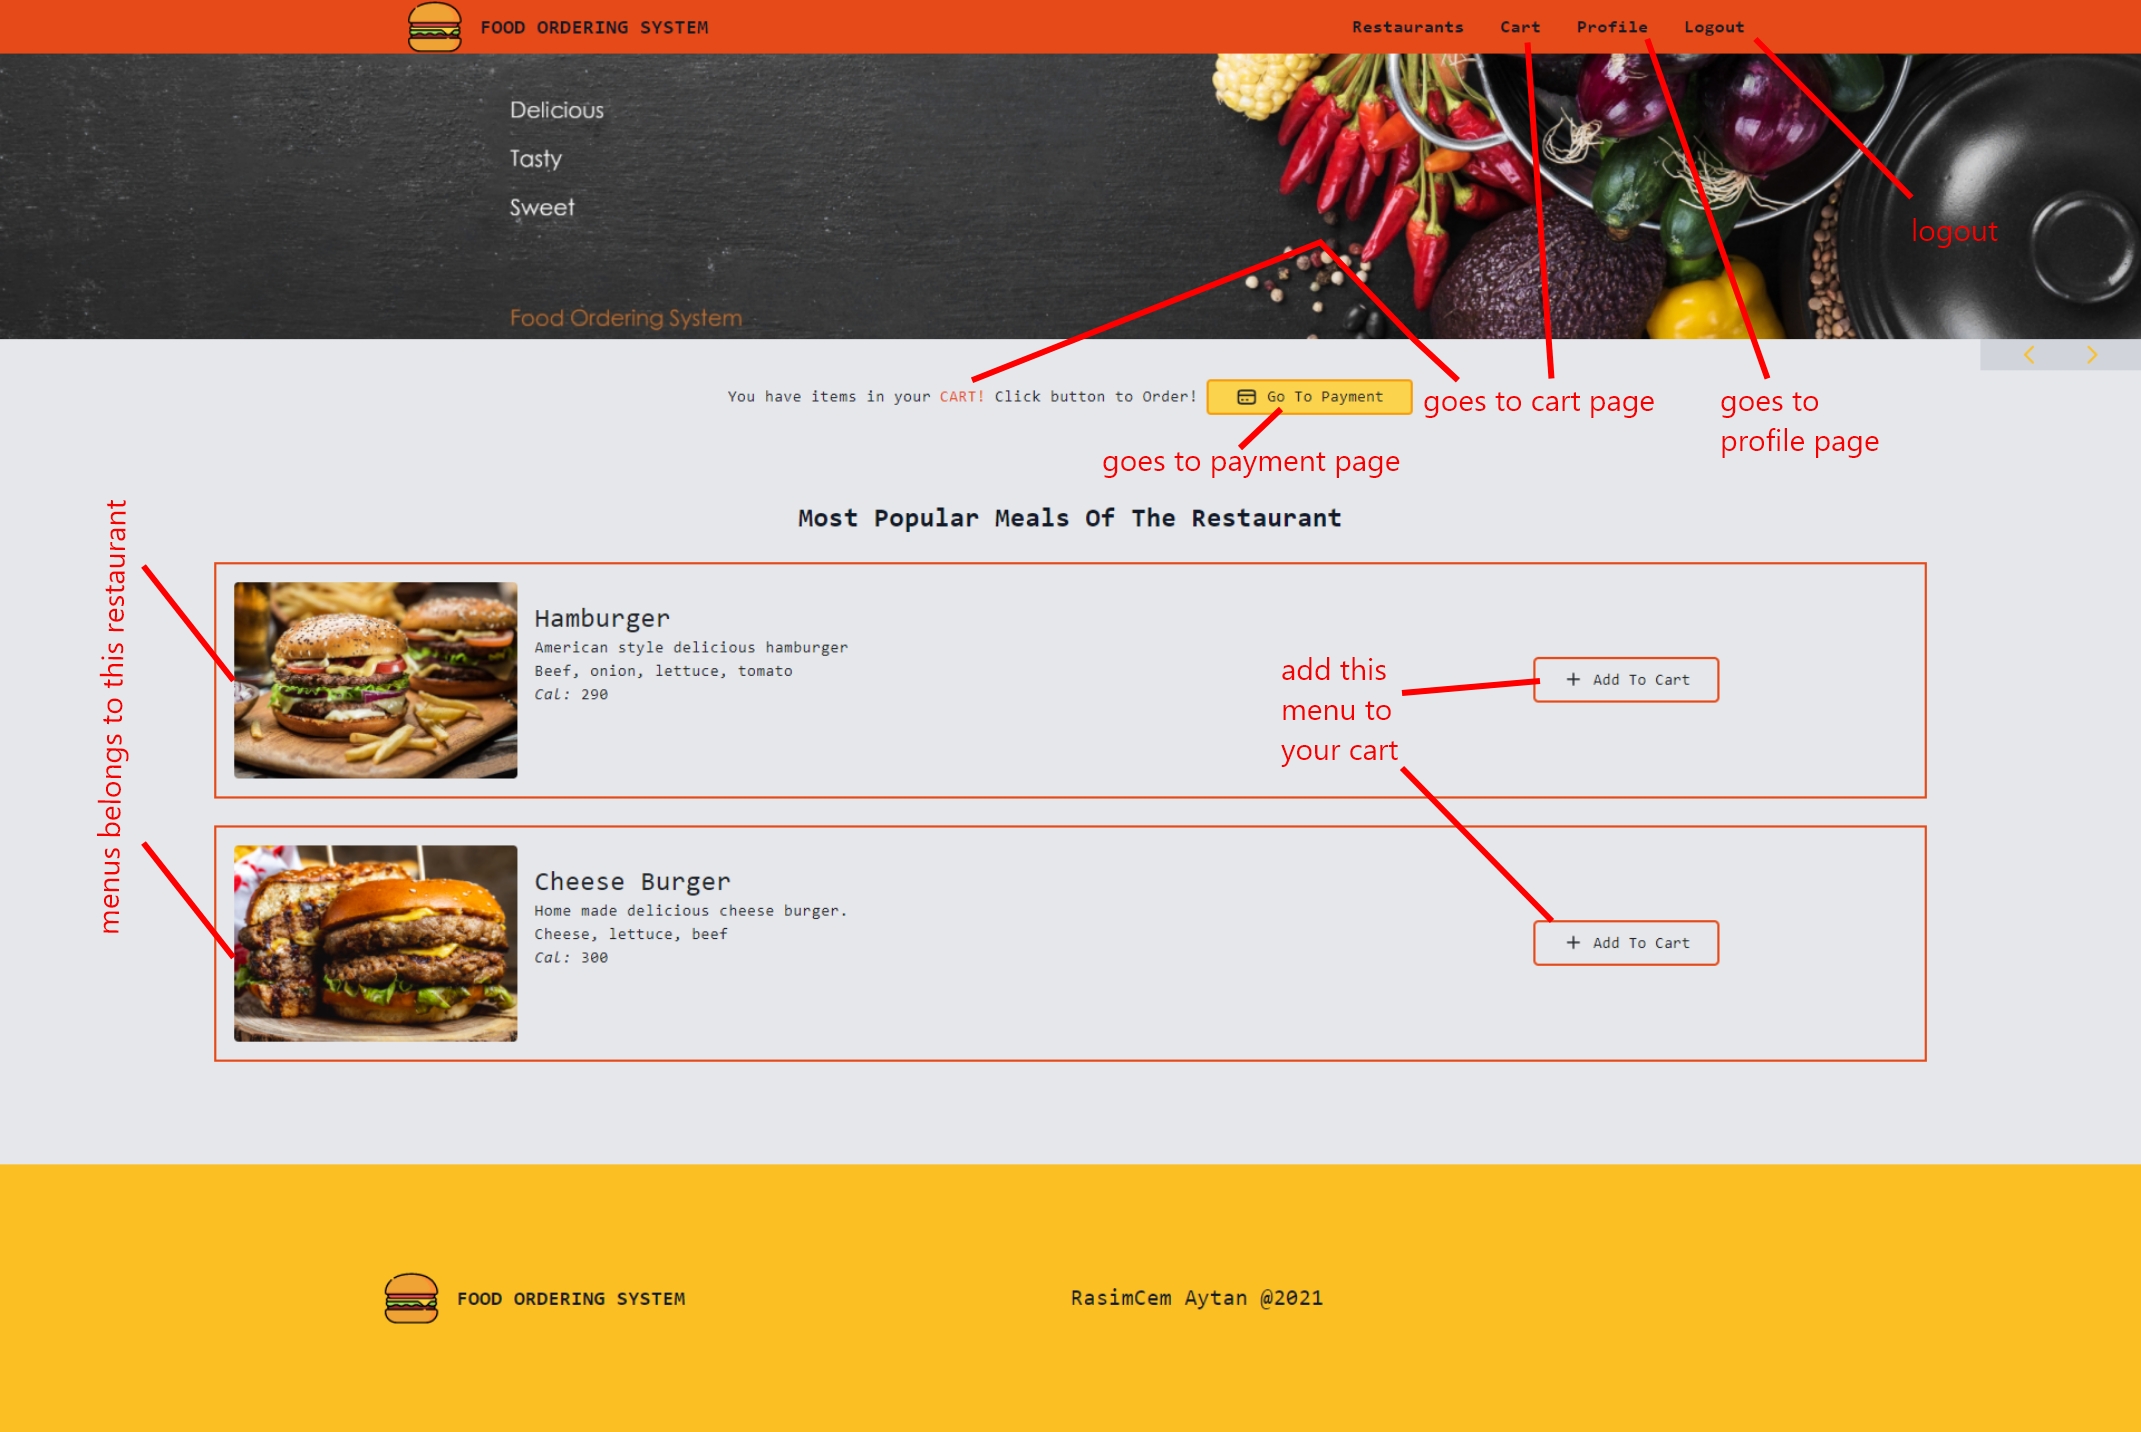 FOOD ORDERING SYSTEM
Restaurants Cart Profile Logout
Delicious
Tasty
Sweet
logout
Food Ordering System
You have items in your CART! Click button to Order! Go To Payment
goes to cart page
goes to
profile page
goes to payment page
Most Popular Meals Of The Restaurant
menus belongs to this restaurant
Hamburger
American style delicious hamburger
Beef, onion, lettuce, tomato
Cal: 290
add this
menu to
your cart
+ Add To Cart
Cheese Burger
Home made delicious cheese burger.
Cheese, lettuce, beef
Cal: 300
+ Add To Cart
FOOD ORDERING SYSTEM
RasimCem Aytan @2021